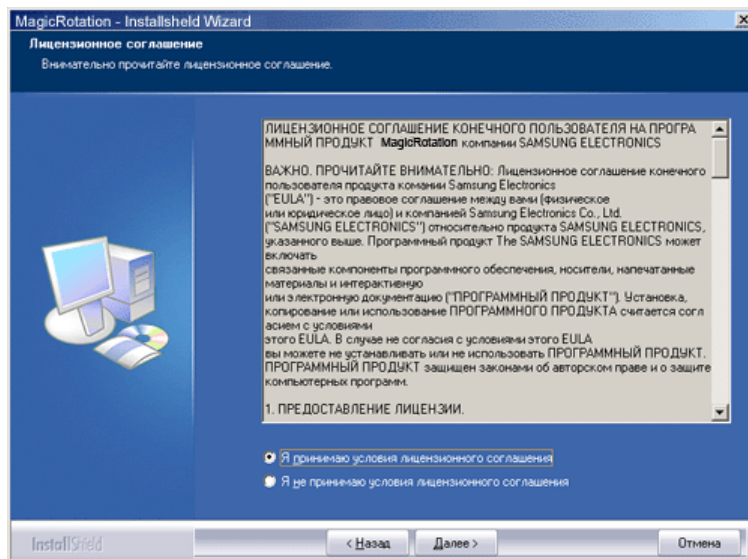 MagicRotation - Installsheld Wizard
Лицензионное соглашение
Внимательно прочитайте лицензионное соглашение.
ЛИЦЕНЗИОННОЕ СОГЛАШЕНИЕ КОНЕЧНОГО ПОЛЬЗОВАТЕЛЯ НА ПРОГРА
ММНЫЙ ПРОДУКТ MagicRotation компании SAMSUNG ELECTRONICS
ВАЖНО. ПРОЧИТАЙТЕ ВНИМАТЕЛЬНО: Лицензионное соглашение конечного
пользователя продукта комании Samsung Electronics
("EULA") - это правовое соглашение между вами (физическое
или юридическое лицо) и компанией Samsung Electronics Co., Ltd.
("SAMSUNG ELECTRONICS") относительно продукта SAMSUNG ELECTRONICS,
указанного выше. Программный продукт The SAMSUNG ELECTRONICS может
включать
связанные компоненты программного обеспечения, носители, напечатанные
материалы и интерактивную
или электронную документацию ("ПРОГРАММНЫЙ ПРОДУКТ"). Установка,
копирование или использование ПРОГРАММНОГО ПРОДУКТА считается согл
асием с условиями
этого EULA. В случае не согласия с условиями этого EULA
вы можете не устанавливать или не использовать ПРОГРАММНЫЙ ПРОДУКТ.
ПРОГРАММНЫЙ ПРОДУКТ защищен законами об авторском праве и о защите
компьютерных программ.
1. ПРЕДОСТАВЛЕНИЕ ЛИЦЕНЗИИ.
Я принимаю условия лицензионного соглашения
Я не принимаю условия лицензионного соглашения
InstallShield
< Назад
Далее >
Отмена